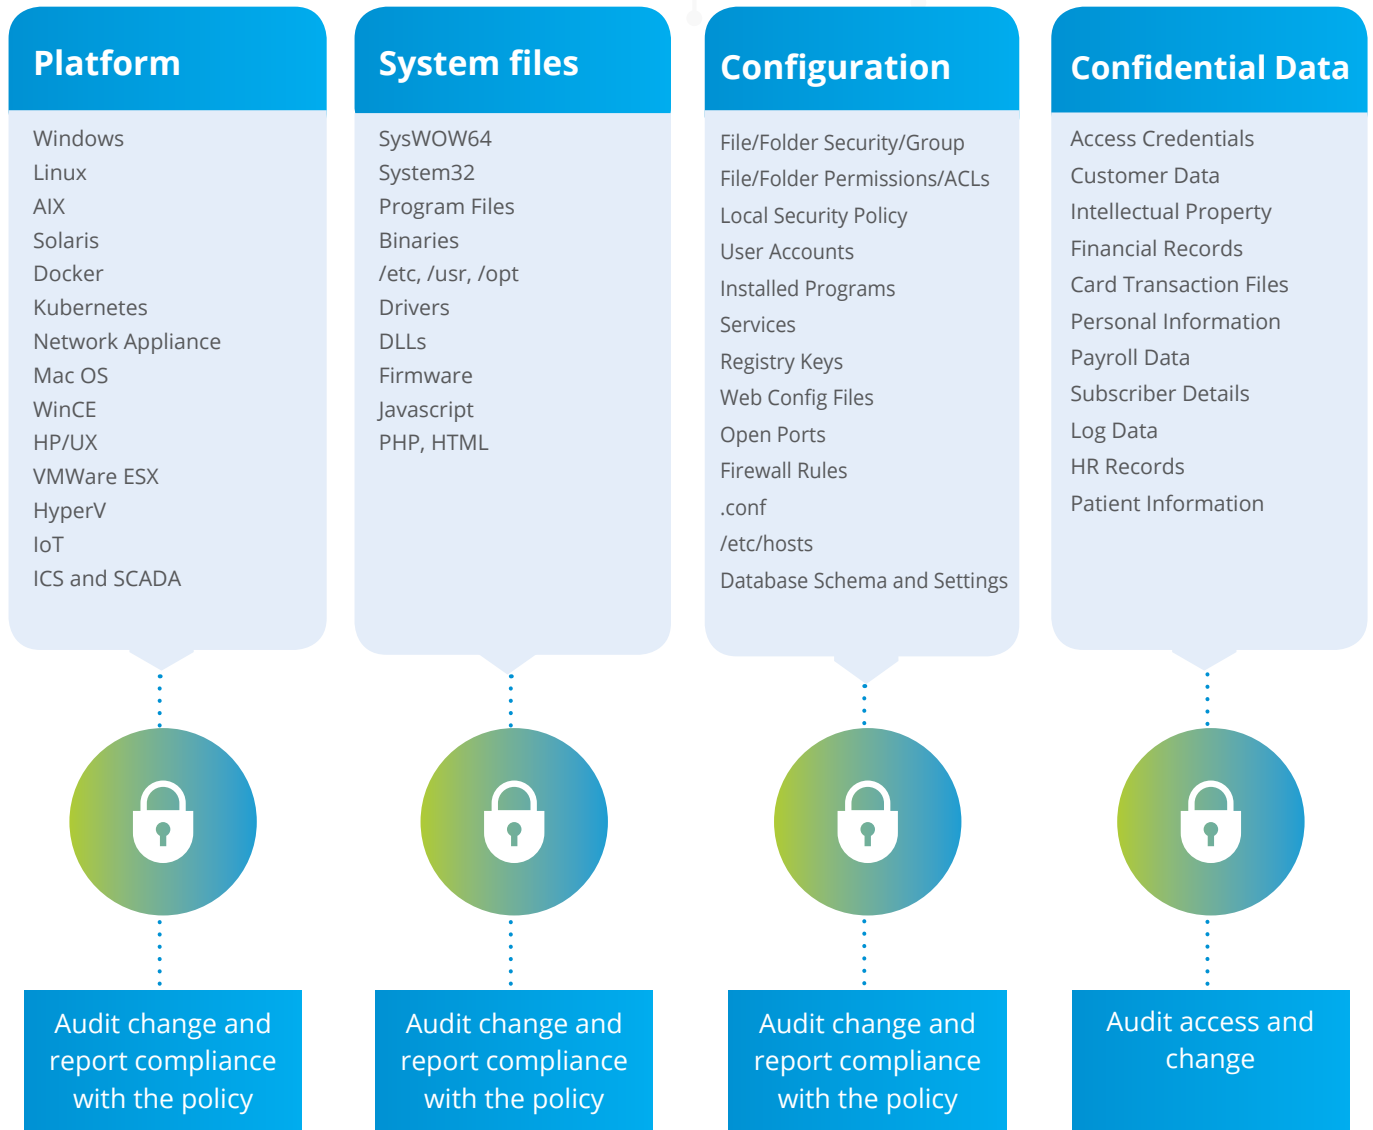 Platform
Windows
Linux
AIX
Solaris
Docker
Kubernetes
Network Appliance
Mac OS
WinCE
HP/UX
VMWare ESX
HyperV
IoT
ICS and SCADA
Audit change and
report compliance
with the policy
System files
SysWOW64
System32
Program Files
Binaries
/etc, /usr, /opt
Drivers
DLLs
Firmware
Javascript
PHP, HTML
Audit change and
report compliance
with the policy
Configuration
File/Folder Security/Group
File/Folder Permissions/ACLs
Local Security Policy
User Accounts
Installed Programs
Services
Registry Keys
Web Config Files
Open Ports
Firewall Rules
.conf
/etc/hosts
Database Schema and Settings
Audit change and
report compliance
with the policy
Confidential Data
Access Credentials
Customer Data
Intellectual Property
Financial Records
Card Transaction Files
Personal Information
Payroll Data
Subscriber Details
Log Data
HR Records
Patient Information
Audit access and
change